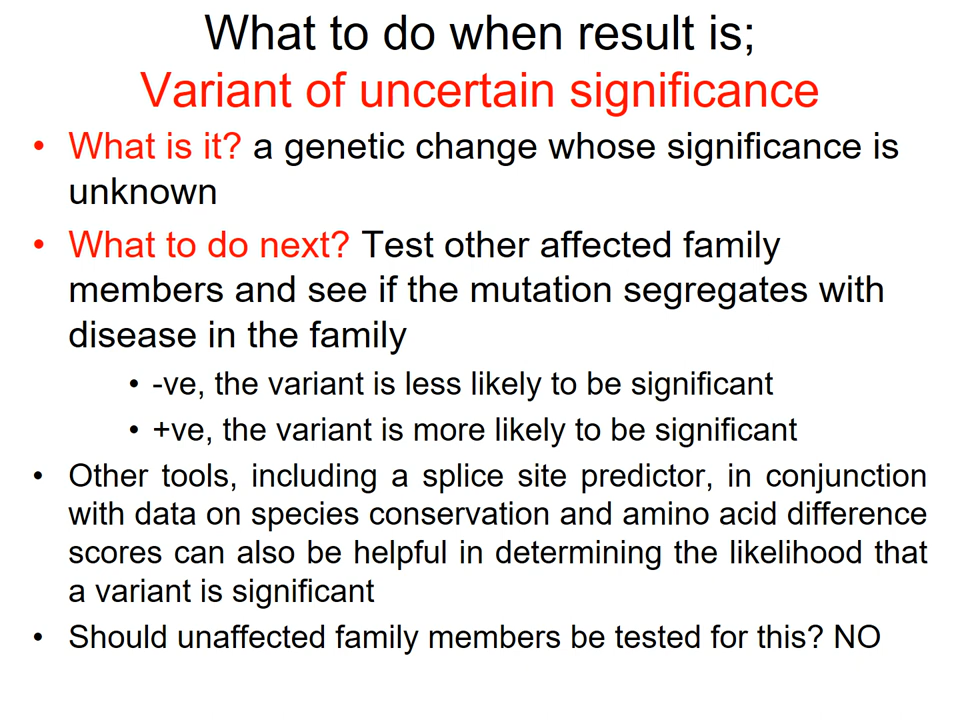 What to do when result is;
Variant of uncertain significance
• What is it? a genetic change whose significance is
unknown
• What to do next? Test other affected family
members and see if the mutation segregates with
disease in the family
• -ve, the variant is less likely to be significant
• +ve, the variant is more likely to be significant
• Other tools, including a splice site predictor, in conjunction
with data on species conservation and amino acid difference
scores can also be helpful in determining the likelihood that
a variant is significant
• Should unaffected family members be tested for this? NO